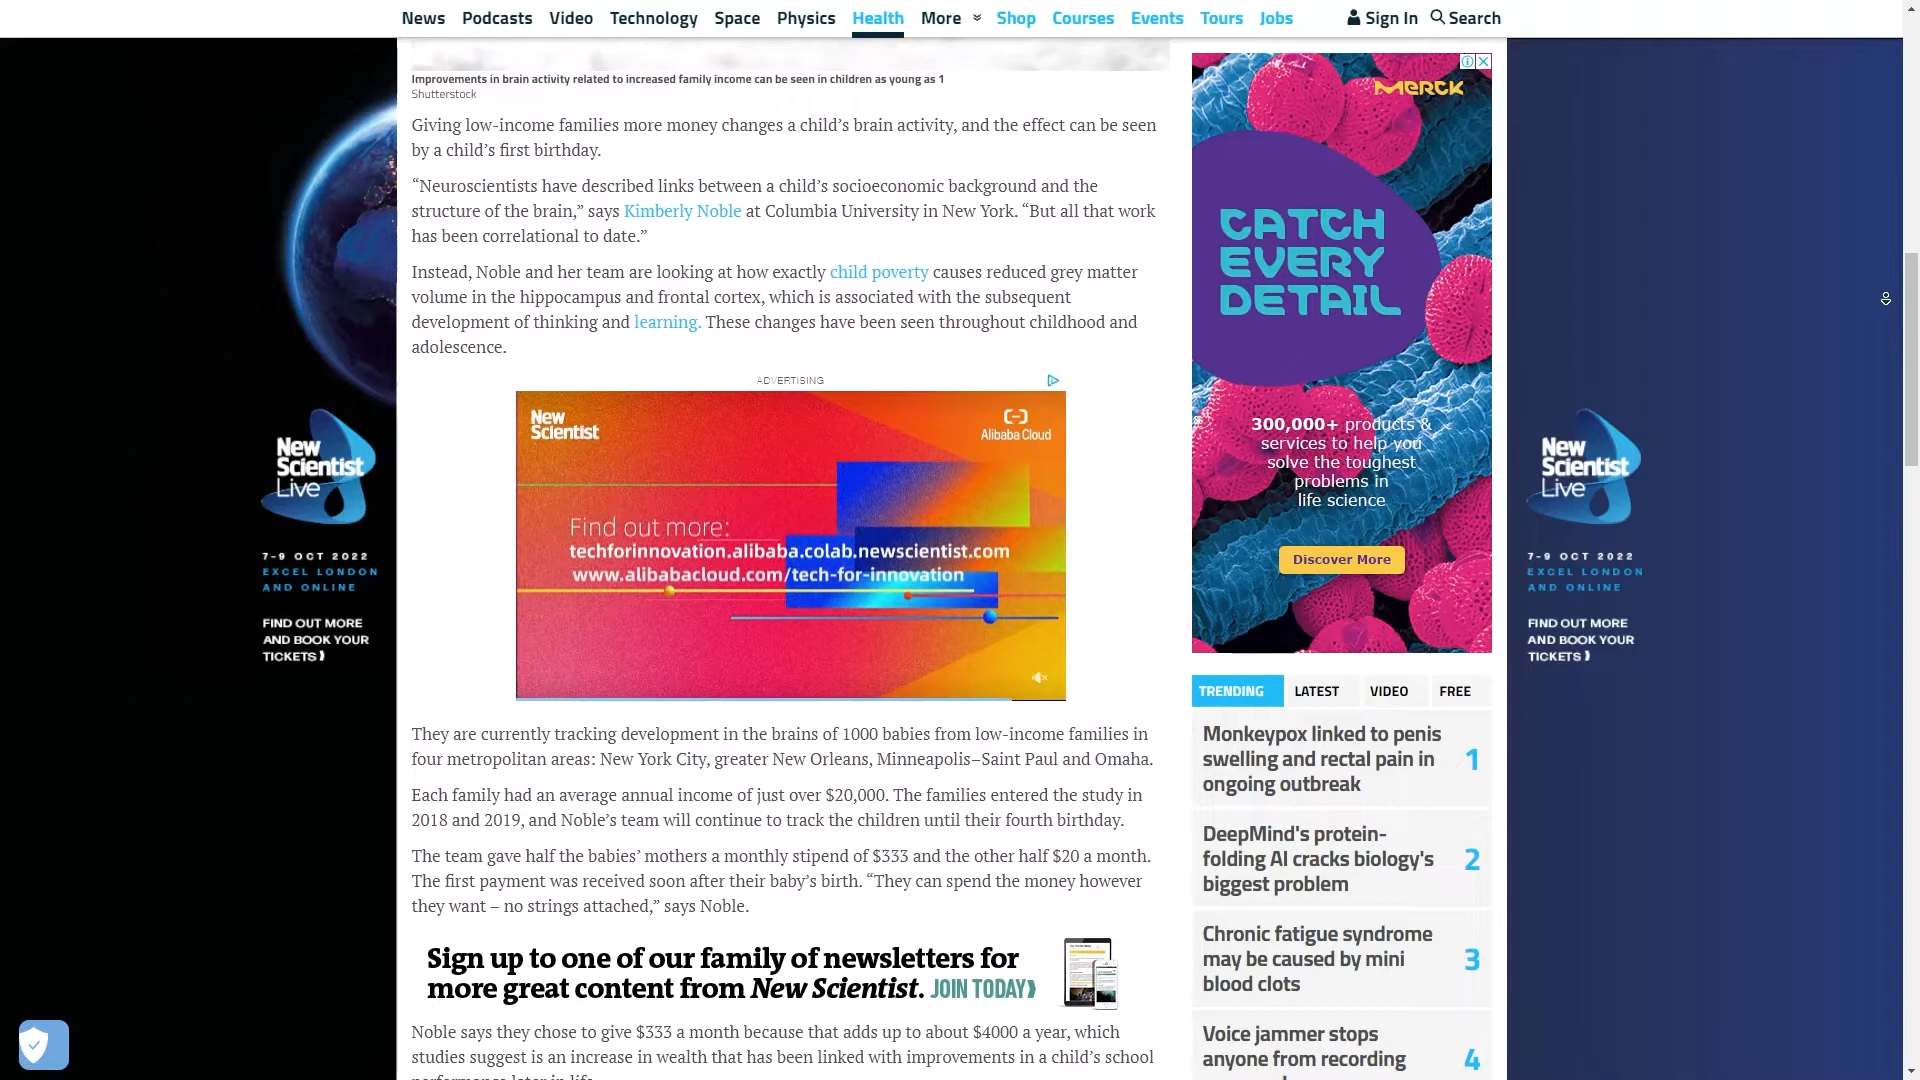 News Podcasts Video Technology Space Physics Health More Shop Courses Events Tours Jobs Sign In Search
Improvements in brain activity related to increased family income can be seen in children as young as 1
Shutterstock
Giving low-income families more money changes a child’s brain activity, and the effect can be seen
by a child’s first birthday.
“Neuroscientists have described links between a child’s socioeconomic background and the
structure of the brain,” says Kimberly Noble at Columbia University in New York. “But all that work
has been correlational to date.”
Instead, Noble and her team are looking at how exactly child poverty causes reduced grey matter
volume in the hippocampus and frontal cortex, which is associated with the subsequent
development of thinking and learning. These changes have been seen throughout childhood and
adolescence.
ADVERTISING
New
Scientist
Alibaba Cloud
Find out more:
techforinnovation.alibaba.colab.newscientist.com
www.alibabacloud.com/tech-for-innovation
They are currently tracking development in the brains of 1000 babies from low-income families in
four metropolitan areas: New York City, greater New Orleans, Minneapolis–Saint Paul and Omaha.
Each family had an average annual income of just over $20,000. The families entered the study in
2018 and 2019, and Noble’s team will continue to track the children until their fourth birthday.
The team gave half the babies’ mothers a monthly stipend of $333 and the other half $20 a month.
The first payment was received soon after their baby’s birth. “They can spend the money however
they want – no strings attached,” says Noble.
Sign up to one of our family of newsletters for
more great content from New Scientist. JOIN TODAY
Noble says they chose to give $333 a month because that adds up to about $4000 a year, which
studies suggest is an increase in wealth that has been linked with improvements in a child’s school
MERCK
CATCH
EVERY
DETAIL
300,000+ products &
services to help you
solve the toughest
problems in
life science
Discover More
TRENDING LATEST VIDEO FREE
Monkeypox linked to penis
swelling and rectal pain in
ongoing outbreak
1
DeepMind's protein-
folding AI cracks biology's
biggest problem
2
Chronic fatigue syndrome
may be caused by mini
blood clots
3
Voice jammer stops
anyone from recording
4
New
Scientist
Live
7-9 OCT 2022
EXCEL LONDON
AND ONLINE
FIND OUT MORE
AND BOOK YOUR
TICKETS
New
Scientist
Live
7-9 OCT 2022
EXCEL LONDON
AND ONLINE
FIND OUT MORE
AND BOOK YOUR
TICKETS